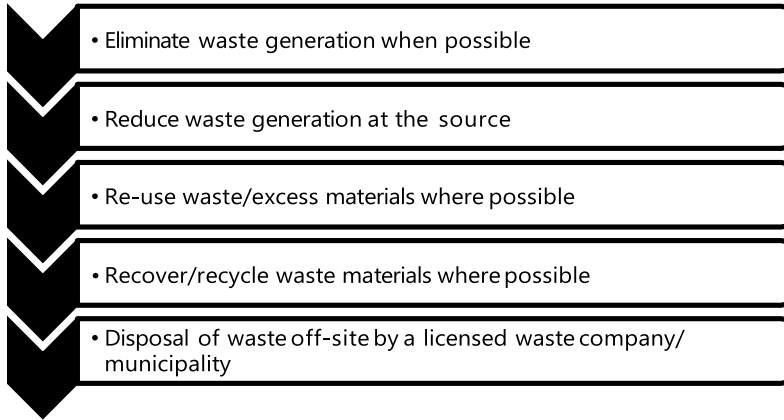 • Eliminate waste generation when possible
• Reduce waste generation at the source
• Re-use waste/excess materials where possible
• Recover/recycle waste materials where possible
• Disposal of waste off-site by a licensed waste company/
municipality